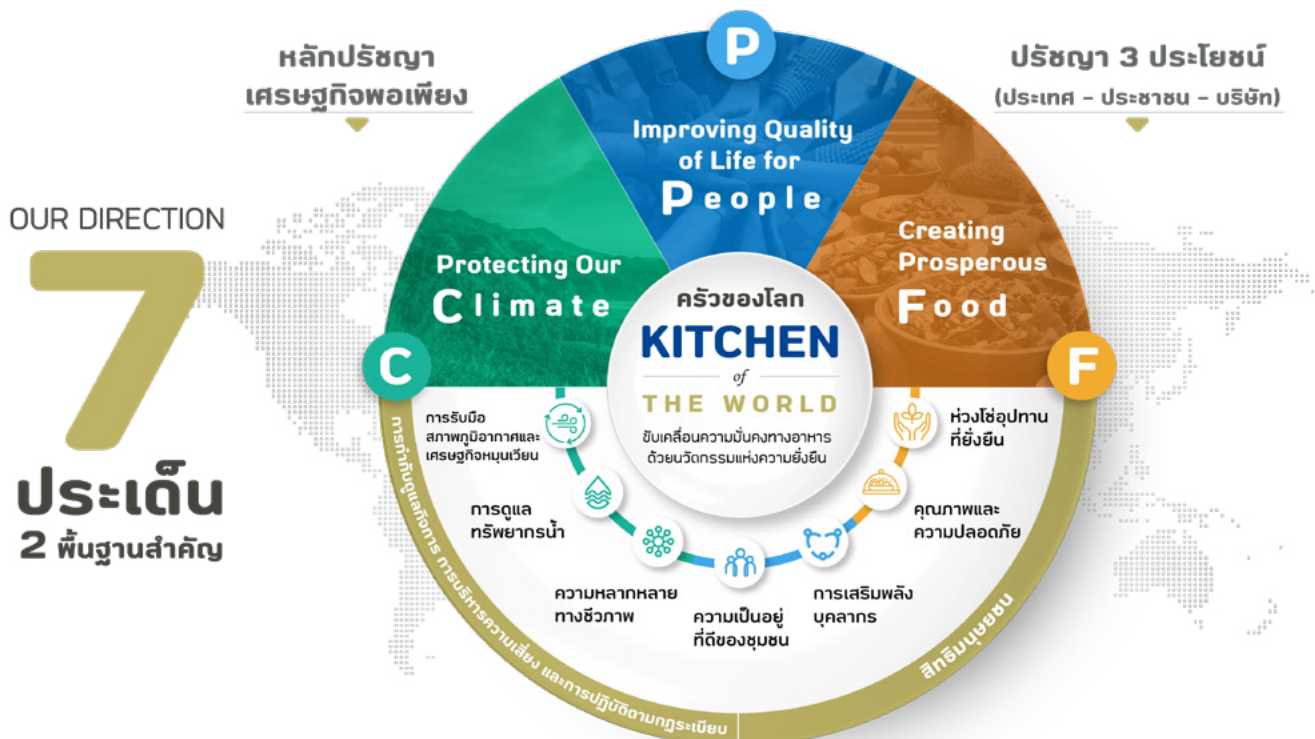 หลักปรัชญา
เศรษฐกิจพอเพียง
P
ปรัชญา 3 ประโยชน์
(ประเทศ - ประชาชน - บริษัท)
OUR DIRECTION
7
ประเด็น
2 พื้นฐานสำคัญ
Improving Quality
of Life for
People
Protecting Our
Climate
Creating
Prosperous
Food
C
F
ครัวของโลก
KITCHEN
of
THE WORLD
ขับเคลื่อนความมั่นคงทางอาหาร
ด้วยนวัตกรรมแห่งความยั่งยืน
การรับมือ
สภาพภูมิอากาศและ
เศรษฐกิจหมุนเวียน
การดูแล
ทรัพยากรน้ำ
ความหลากหลาย
ทางชีวภาพ
ความเป็นอยู่
ที่ดีของชุมชน
การเสริมพลัง
บุคลากร
คุณภาพและ
ความปลอดภัย
ห่วงโซ่อุปทาน
ที่ยั่งยืน
การกำกับดูแลกิจการ การบริหารความเสี่ยง และการปฏิบัติตามกฎระเบียบ
สิทธิมนุษยชน